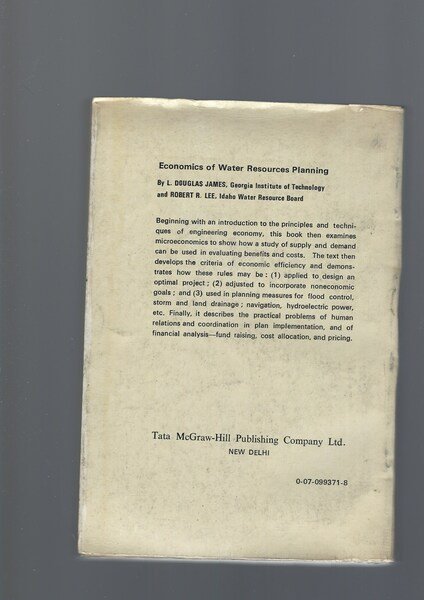 Economics of Water Resources Planning
By L. DOUGLAS JAMES, Georgia Institute of Technology
and ROBERT R. LEE, Idaho Water Resource Board
Beginning with an introduction to the principles and techni-
ques of engineering economy, this book then examines
microeconomics to show how a study of supply and demand
can be used in evaluating benefits and costs. The text then
develops the criteria of economic efficiency and demons-
trates how these rules may be : (1) applied to design an
optimal project ; (2) adjusted to incorporate noneconomic
goals ; and (3) used in planning measures for flood control,
storm and land drainage ; navigation, hydroelectric power,
etc. Finally, it describes the practical problems of human
relations and coordination in plan implementation, and of
financial analysis—fund raising, cost allocation, and pricing.
Tata McGraw-Hill Publishing Company Ltd.
NEW DELHI
0-07-099371-8